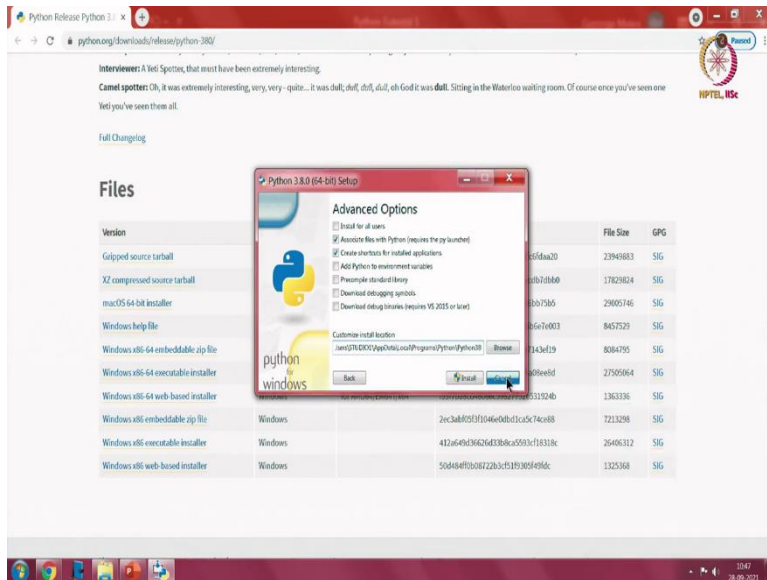 Python Release Python 3.8
python.org/downloads/release/python-380/
Paused
NPTEL, IISc
Interviewer: A Yeti Spotter, that must have been extremely interesting.
Camel spotter: Oh, it was extremely interesting, very, very - quite... it was dull; dull, dull, dull, oh God it was dull. Sitting in the Waterloo waiting room. Of course once you've seen one
Yeti you've seen them all.
Full Changelog
Files
Python 3.8.0 (64-bit) Setup
Advanced Options
Install for all users
Associate files with Python (requires the py launcher)
Create shortcuts for installed applications
Add Python to environment variables
Precompile standard library
Download debugging symbols
Download debug binaries (requires VS 2015 or later)
Customize install location
Browse
python
for
windows
Back
Install
Version
File Size
GPG
Gzipped source tarball
23949883
SIG
XZ compressed source tarball
17829824
SIG
macOS 64-bit installer
29005746
SIG
Windows help file
8457529
SIG
Windows x86-64 embeddable zip file
8084795
SIG
Windows x86-64 executable installer
27505064
SIG
Windows x86-64 web-based installer
1363336
SIG
Windows x86 embeddable zip file
Windows
2ec3abf05f3f1046e0dbd1ca5c74ce88
7213298
SIG
Windows x86 executable installer
Windows
412a649d36626d33b8ca5593cf18318c
26406312
SIG
Windows x86 web-based installer
Windows
50d484ff0b08722b3cf51f9305f49fdc
1325368
SIG
10:47
28-09-2021